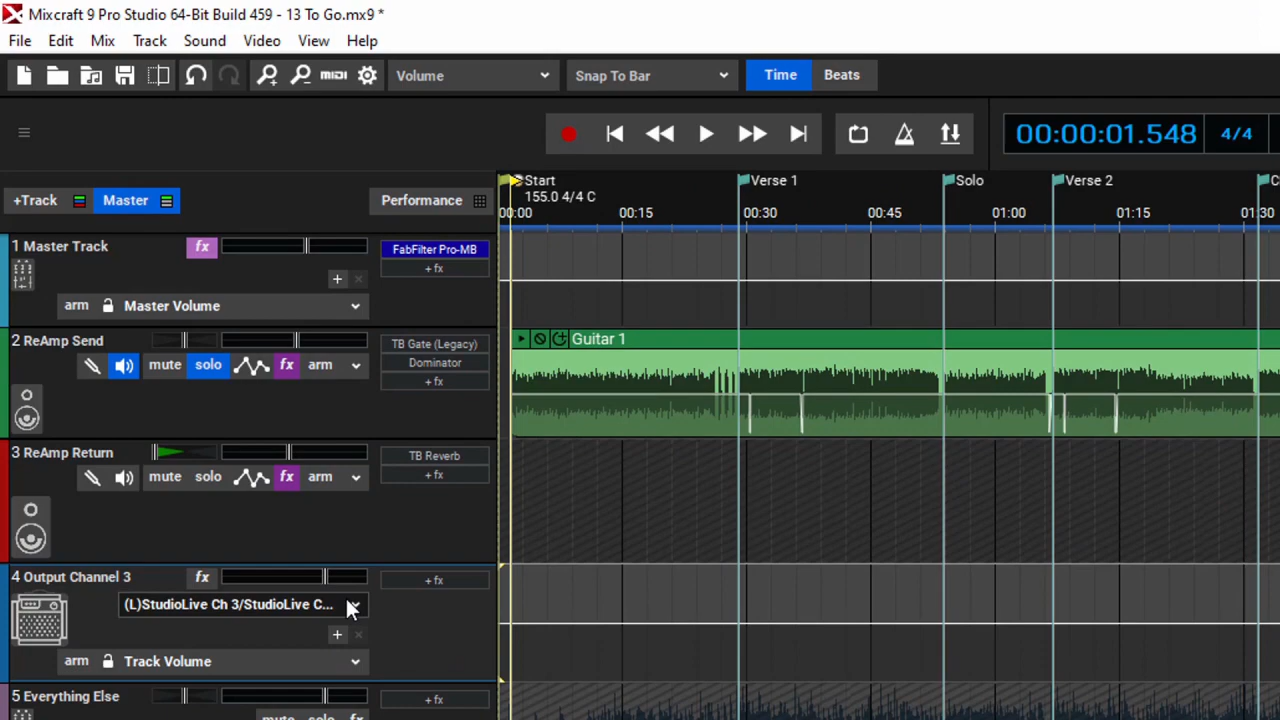 Mixcraft 9 Pro Studio 64-Bit Build 459 - 13 To Go.mx9 *
File Edit Mix Track Sound Video View Help
MIDI Volume Snap To Bar Time Beats
00:00:01.548 4/4
+Track Master Performance
Start Verse 1 Solo Verse 2 C
155.0 4/4 C
00:00 00:15 00:30 00:45 01:00 01:15 01:30
1 Master Track fx FabFilter Pro-MB
+ fx
arm Master Volume
2 ReAmp Send Guitar 1
TB Gate (Legacy)
mute solo fx arm Dominator
+ fx
3 ReAmp Return TB Reverb
mute solo fx arm + fx
4 Output Channel 3 fx + fx
(L)StudioLive Ch 3/StudioLive C...
arm Track Volume
5 Everything Else + fx
mute solo fx